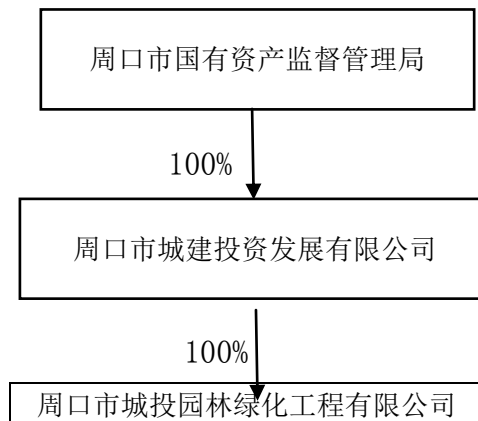 周口市国有资产监督管理局
100%
周口市城建投资发展有限公司
100%
周口市城投园林绿化工程有限公司